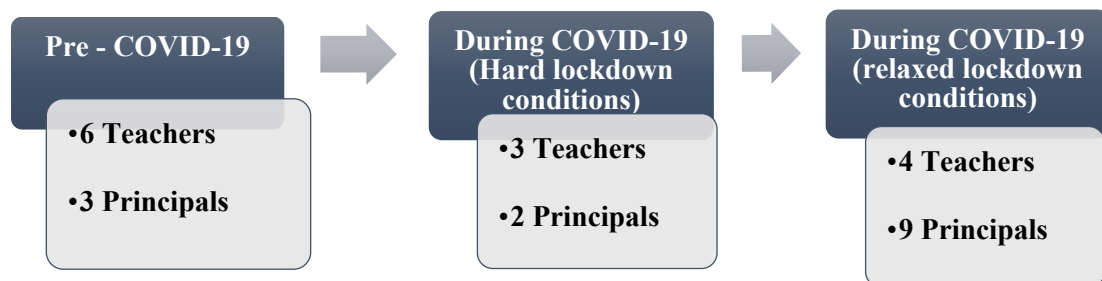 Pre - COVID-19
•6 Teachers
•3 Principals
During COVID-19
(Hard lockdown
conditions)
•3 Teachers
•2 Principals
During COVID-19
(relaxed lockdown
conditions)
•4 Teachers
•9 Principals